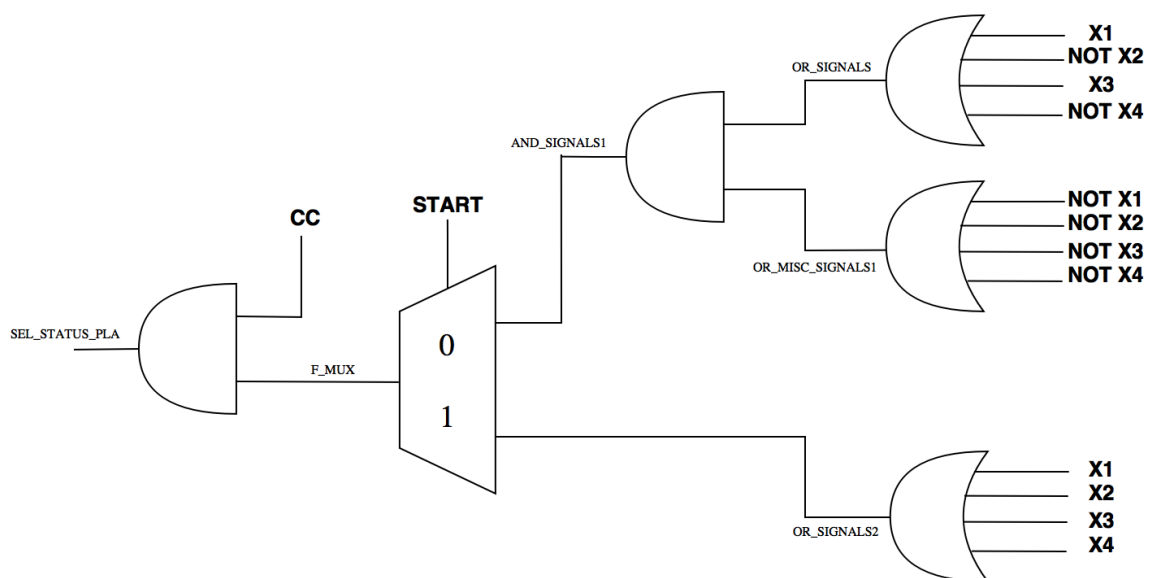 X1
NOT X2
OR_SIGNALS
X3
NOT X4
AND_SIGNALS1
NOT X1
START
NOT X2
CC
NOT X3
OR_MISC_SIGNALS1
NOT X4
SEL_STATUS_PLA
0
F_MUX
1
X1
X2
X3
OR_SIGNALS2
X4